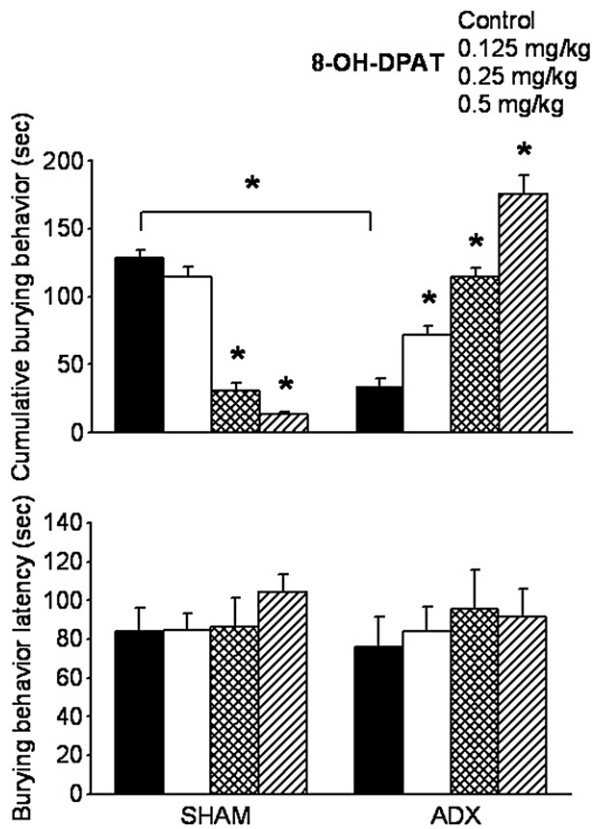 Control
8-OH-DPAT 0.125 mg/kg
0.25 mg/kg
0.5 mg/kg
Cumulative burying behavior (sec)
200
150
100
50
0
*
*
*
*
*
*
Burying behavior latency (sec)
140
120
100
80
60
40
20
0
SHAM ADX